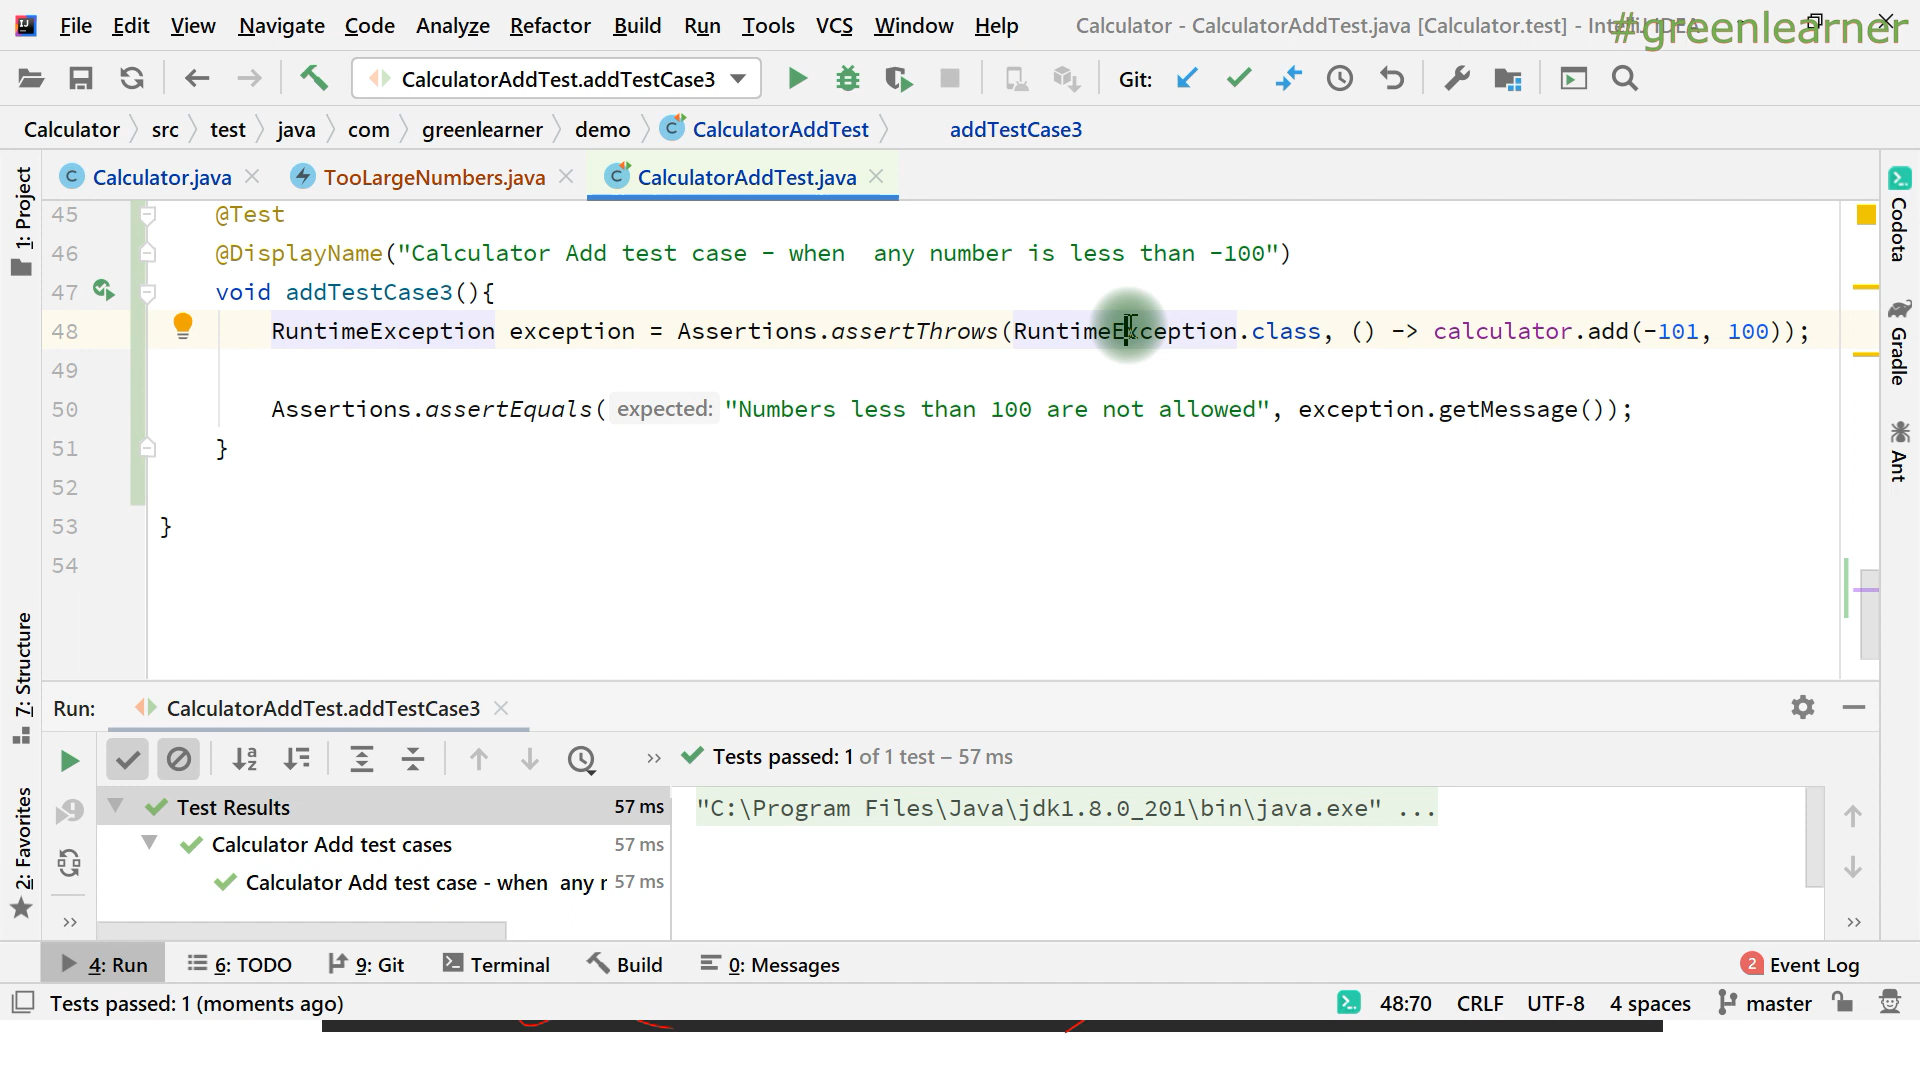 File Edit View Navigate Code Analyze Refactor Build Run Tools VCS Window Help Calculator - CalculatorAddTest.java [Calculator.test] - IntelliJ IDEA
#greenlearner
CalculatorAddTest.addTestCase3 Git:
Calculator src test java com greenlearner demo CalculatorAddTest addTestCase3
Calculator.java TooLargeNumbers.java CalculatorAddTest.java
1: Project
7: Structure
2: Favorites
45 @Test
46 @DisplayName("Calculator Add test case - when  any number is less than -100")
47 void addTestCase3(){
48 RuntimeException exception = Assertions.assertThrows(RuntimeException.class, () -> calculator.add(-101, 100));
49
50 Assertions.assertEquals( expected: "Numbers less than 100 are not allowed", exception.getMessage());
51 }
52
53 }
54
Codota
Gradle
Ant
Run: CalculatorAddTest.addTestCase3
Tests passed: 1 of 1 test – 57 ms
Test Results 57 ms
Calculator Add test cases 57 ms
Calculator Add test case - when  any r 57 ms
"C:\Program Files\Java\jdk1.8.0_201\bin\java.exe" ...
4: Run 6: TODO 9: Git Terminal Build 0: Messages 2 Event Log
Tests passed: 1 (moments ago) 48:70 CRLF UTF-8 4 spaces master